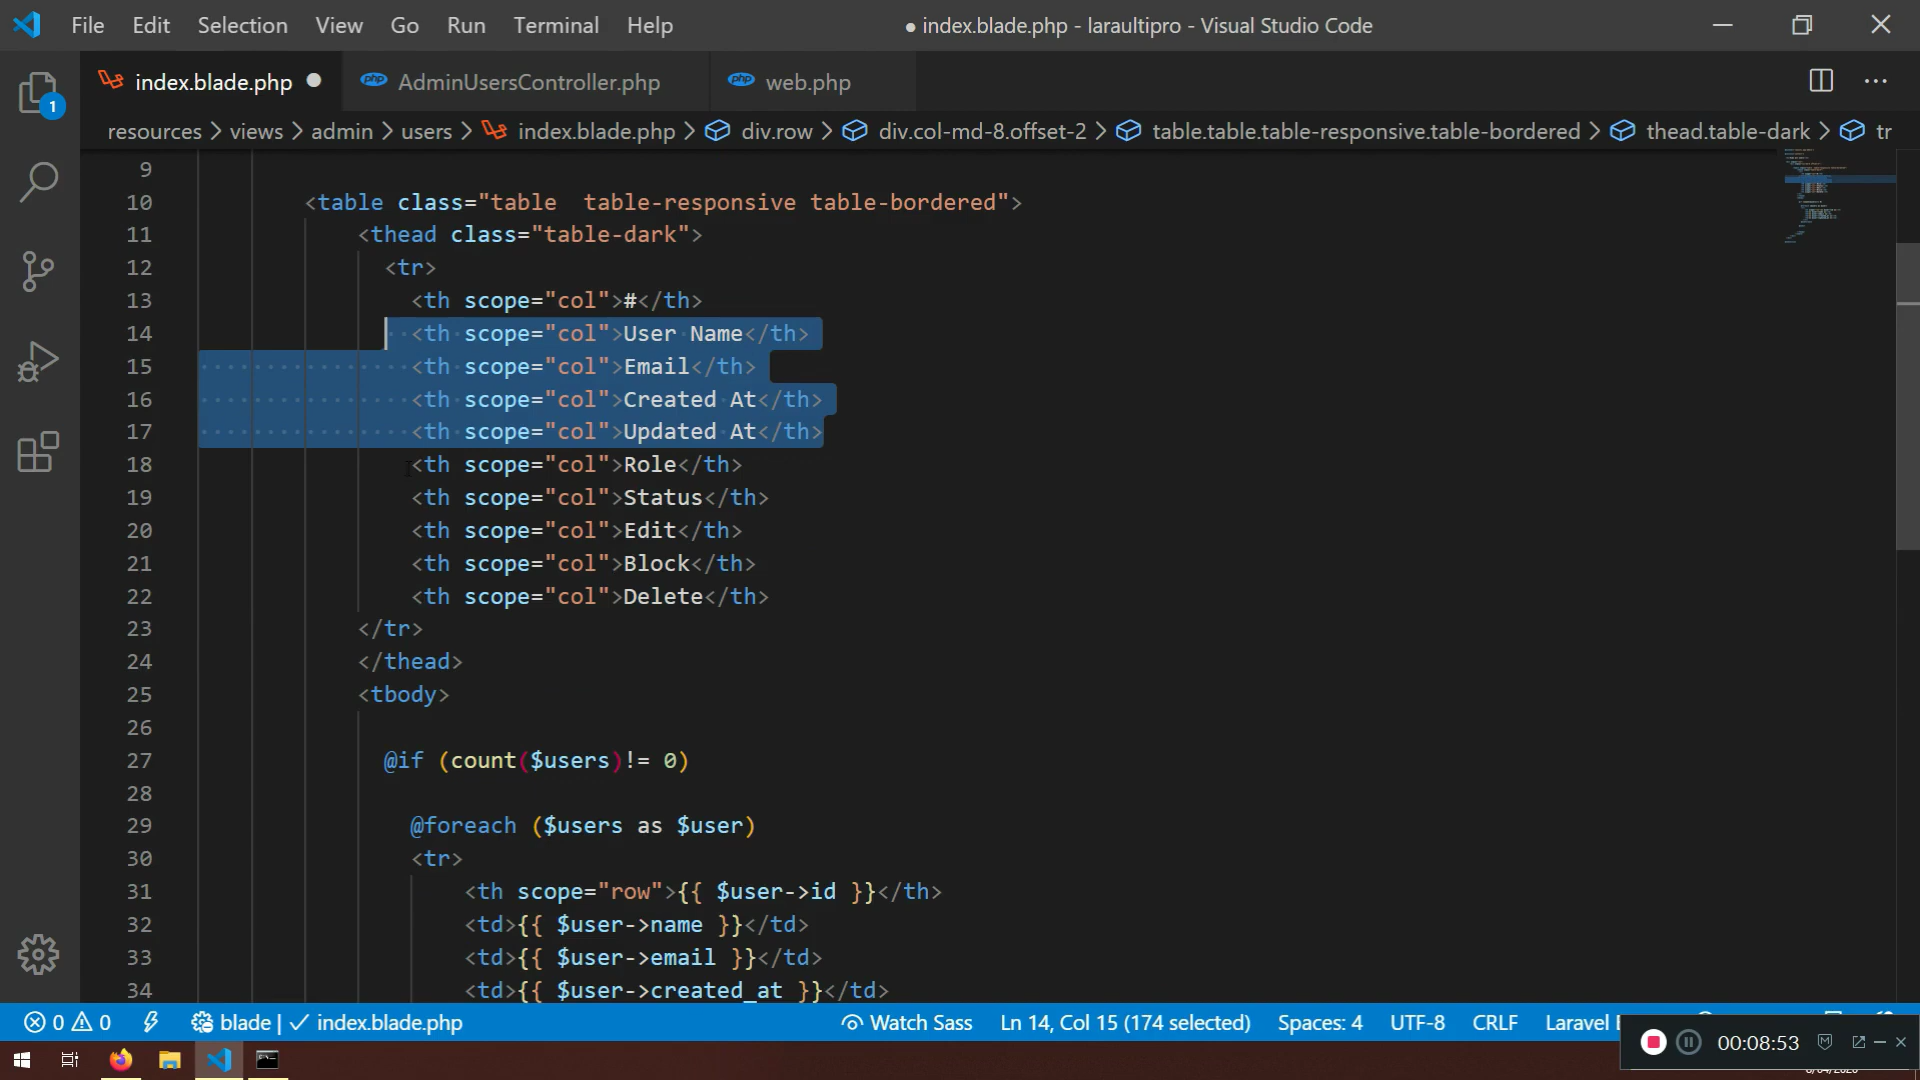 File Edit Selection View Go Run Terminal Help
● index.blade.php - laraultipro - Visual Studio Code
index.blade.php
php AdminUsersController.php
php web.php
1
resources > views > admin > users > index.blade.php > div.row > div.col-md-8.offset-2 > table.table.table-responsive.table-bordered > thead.table-dark > tr
9
10 <table class="table  table-responsive table-bordered">
11 <thead class="table-dark">
12 <tr>
13 <th scope="col">#</th>
14 <th scope="col">User Name</th>
15 <th scope="col">Email</th>
16 <th scope="col">Created At</th>
17 <th scope="col">Updated At</th>
18 <th scope="col">Role</th>
19 <th scope="col">Status</th>
20 <th scope="col">Edit</th>
21 <th scope="col">Block</th>
22 <th scope="col">Delete</th>
23 </tr>
24 </thead>
25 <tbody>
26
27 @if (count($users)!= 0)
28
29 @foreach ($users as $user)
30 <tr>
31 <th scope="row">{{ $user->id }}</th>
32 <td>{{ $user->name }}</td>
33 <td>{{ $user->email }}</td>
34 <td>{{ $user->created_at }}</td>
0 0 blade | ✓ index.blade.php Watch Sass Ln 14, Col 15 (174 selected) Spaces: 4 UTF-8 CRLF Laravel
00:08:53